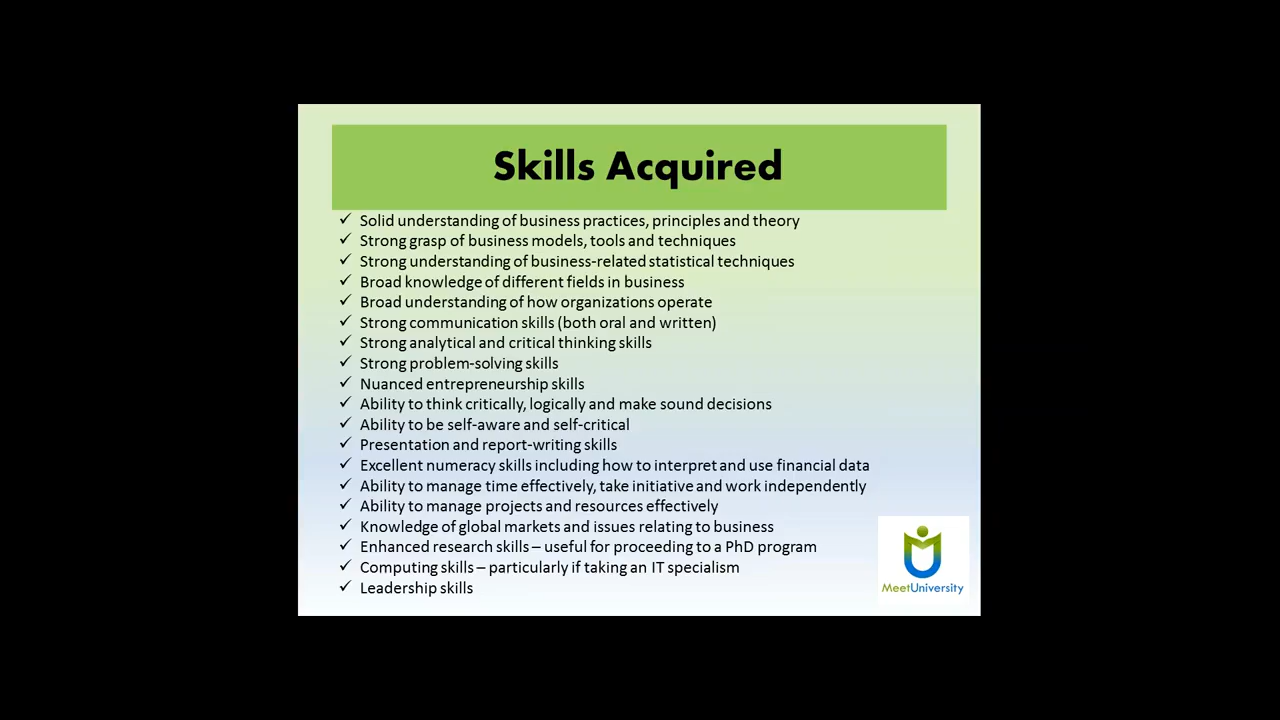 Skills Acquired
✓ Solid understanding of business practices, principles and theory
✓ Strong grasp of business models, tools and techniques
✓ Strong understanding of business-related statistical techniques
✓ Broad knowledge of different fields in business
✓ Broad understanding of how organizations operate
✓ Strong communication skills (both oral and written)
✓ Strong analytical and critical thinking skills
✓ Strong problem-solving skills
✓ Nuanced entrepreneurship skills
✓ Ability to think critically, logically and make sound decisions
✓ Ability to be self-aware and self-critical
✓ Presentation and report-writing skills
✓ Excellent numeracy skills including how to interpret and use financial data
✓ Ability to manage time effectively, take initiative and work independently
✓ Ability to manage projects and resources effectively
✓ Knowledge of global markets and issues relating to business
✓ Enhanced research skills – useful for proceeding to a PhD program
✓ Computing skills – particularly if taking an IT specialism
✓ Leadership skills
MeetUniversity